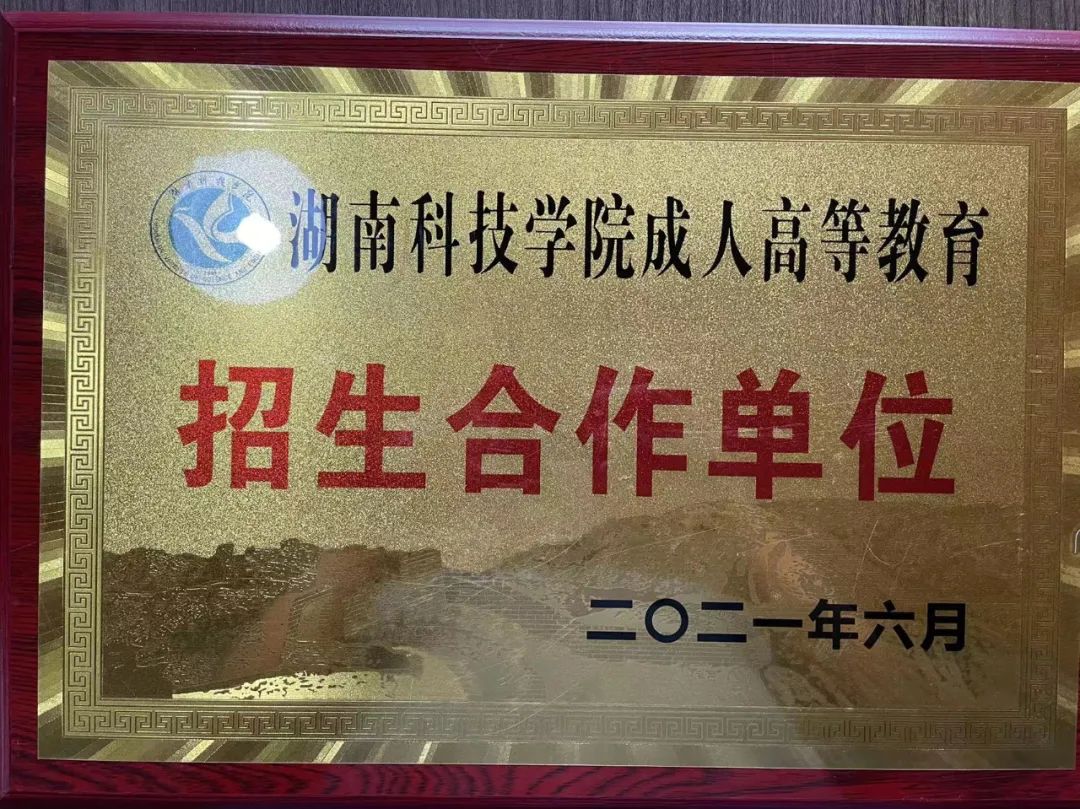 湖南科技学院成人高等教育
招生合作单位
二〇二一年六月